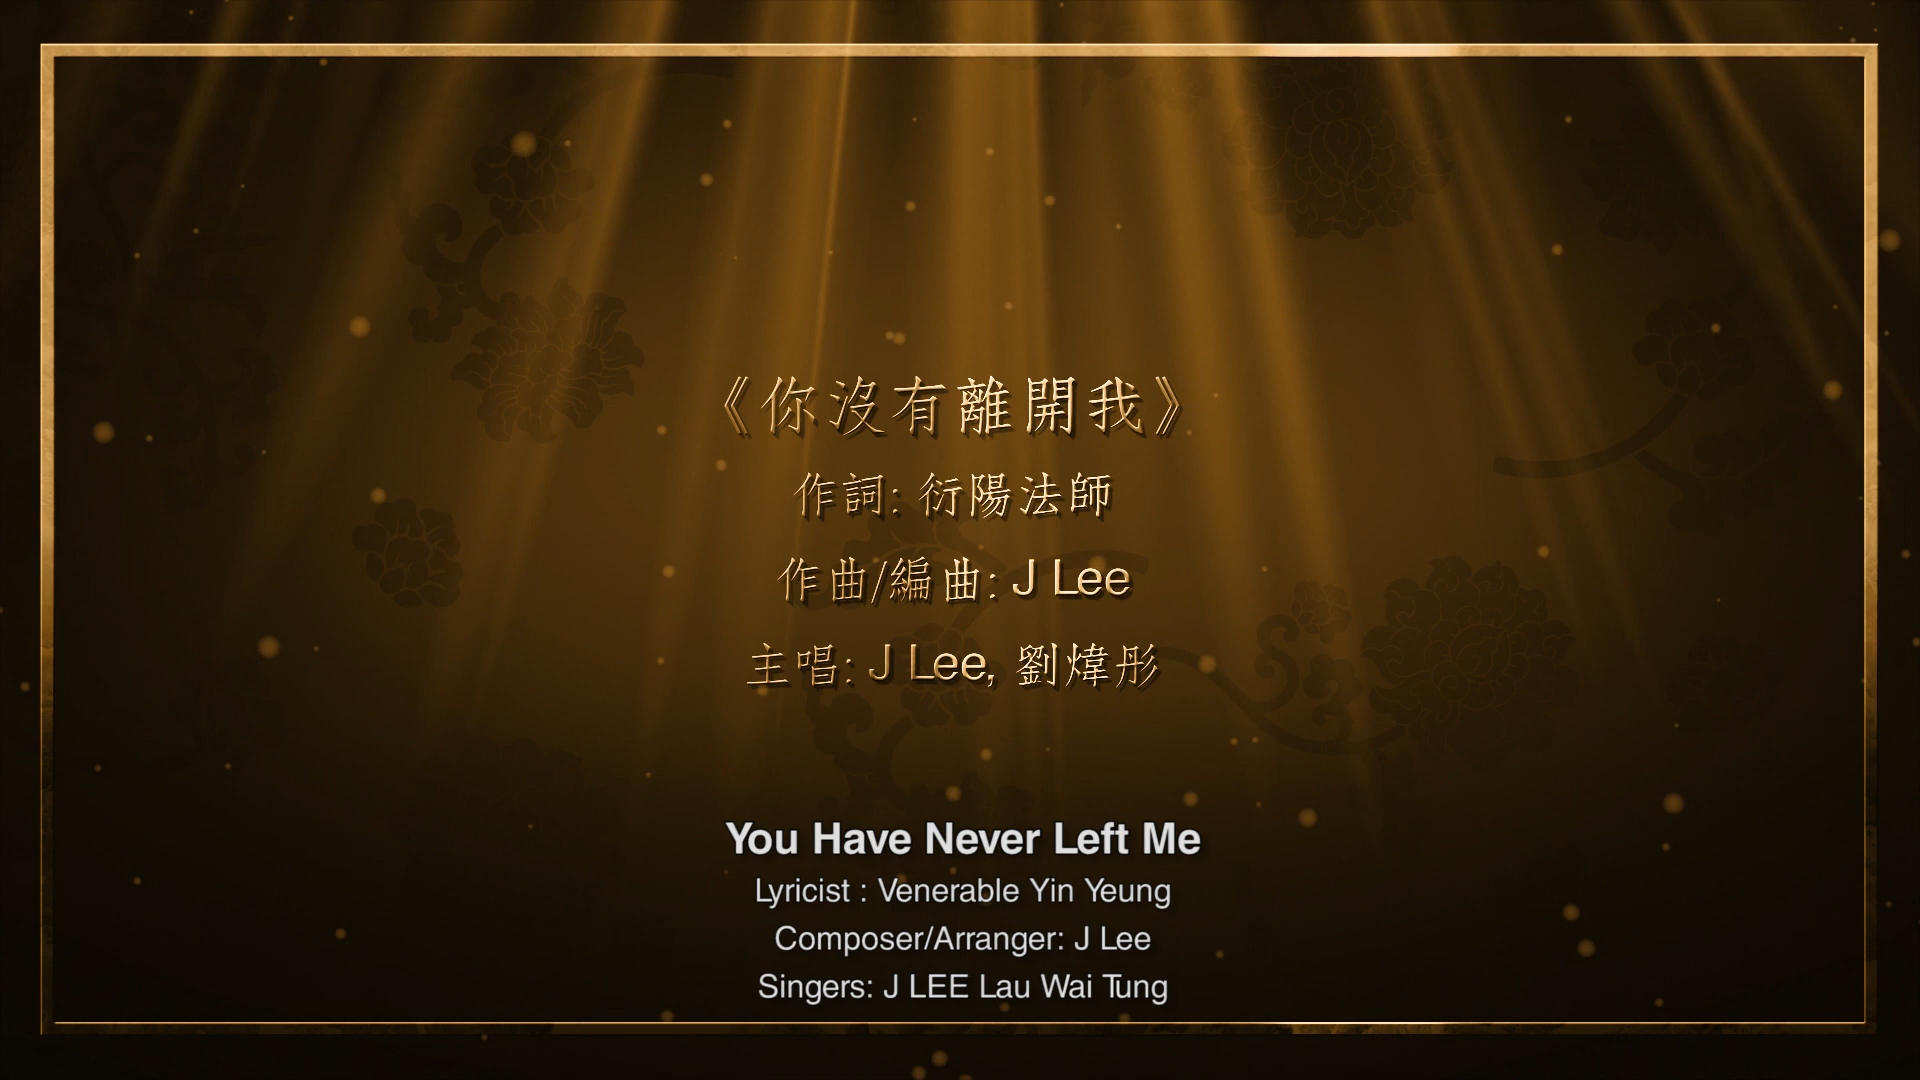 《你沒有離開我》
作詞: 衍陽法師
作曲/編曲: J Lee
主唱: J Lee, 劉煒彤
You Have Never Left Me
Lyricist : Venerable Yin Yeung
Composer/Arranger: J Lee
Singers: J LEE Lau Wai Tung